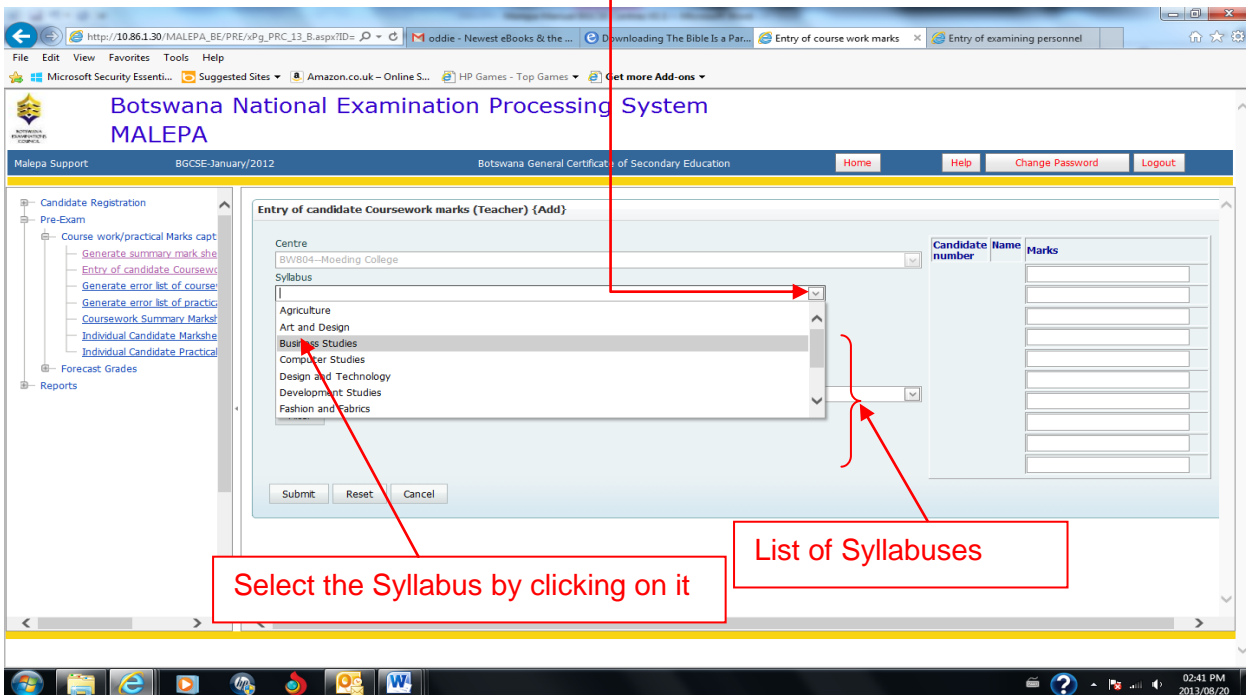 http://10.86.1.30/MALEPA_BE/PRE/xPg_PRC_13_B.aspx?ID=
oddie - Newest eBooks & the ...
Downloading The Bible Is a Par...
Entry of course work marks
Entry of examining personnel
File Edit View Favorites Tools Help
Microsoft Security Essenti... Suggested Sites Amazon.co.uk – Online S... HP Games - Top Games Get more Add-ons
Botswana National Examination Processing System
MALEPA
BOTSWANA
EXAMINATIONS
COUNCIL
Malepa Support BGCSE-January/2012 Botswana General Certificate of Secondary Education Home Help Change Password Logout
Candidate Registration
Pre-Exam
Course work/practical Marks capt
Generate summary mark she
Entry of candidate Coursewo
Generate error list of course
Generate error list of practica
Coursework Summary Marksh
Individual Candidate Markshe
Individual Candidate Practical
Forecast Grades
Reports
Entry of candidate Coursework marks (Teacher) {Add}
Centre
BW804--Moeding College
Syllabus
Agriculture
Art and Design
Business Studies
Computer Studies
Design and Technology
Development Studies
Fashion and Fabrics
Submit Reset Cancel
Candidate number Name Marks
List of Syllabuses
Select the Syllabus by clicking on it
02:41 PM
2013/08/20